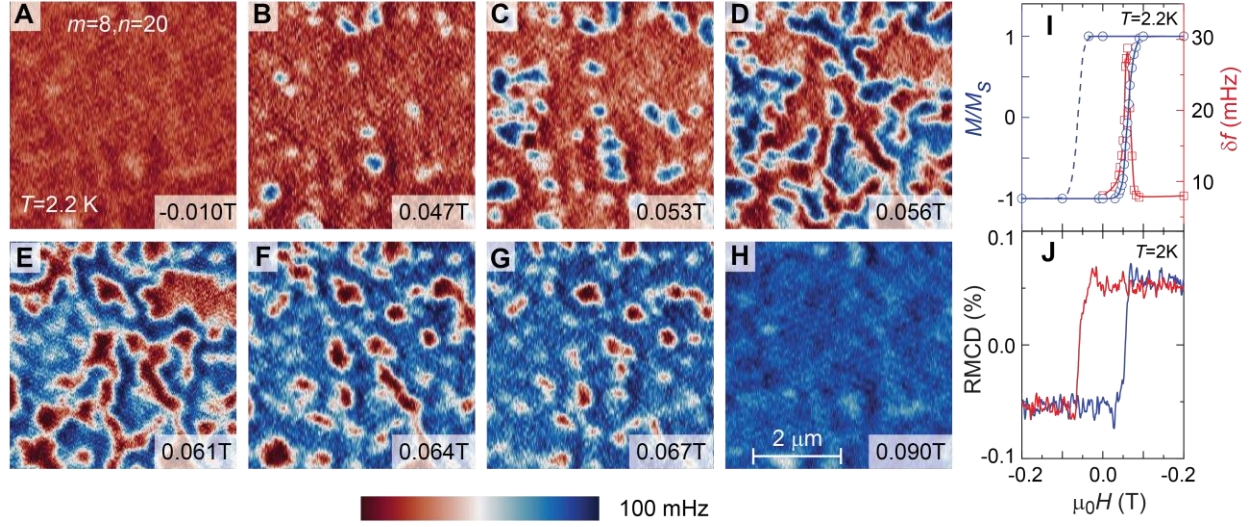 A
m=8,n=20
T=2.2 K
-0.010T
B
0.047T
C
0.053T
D
0.056T
E
0.061T
F
0.064T
G
0.067T
H
2 μm
0.090T
100 mHz
I
T=2.2K
1
0
-1
M/Ms
30
20
10
δf (mHz)
J
T=2K
0.1
0.0
-0.1
RMCD (%)
-0.2
0.0
-0.2
μ0H (T)